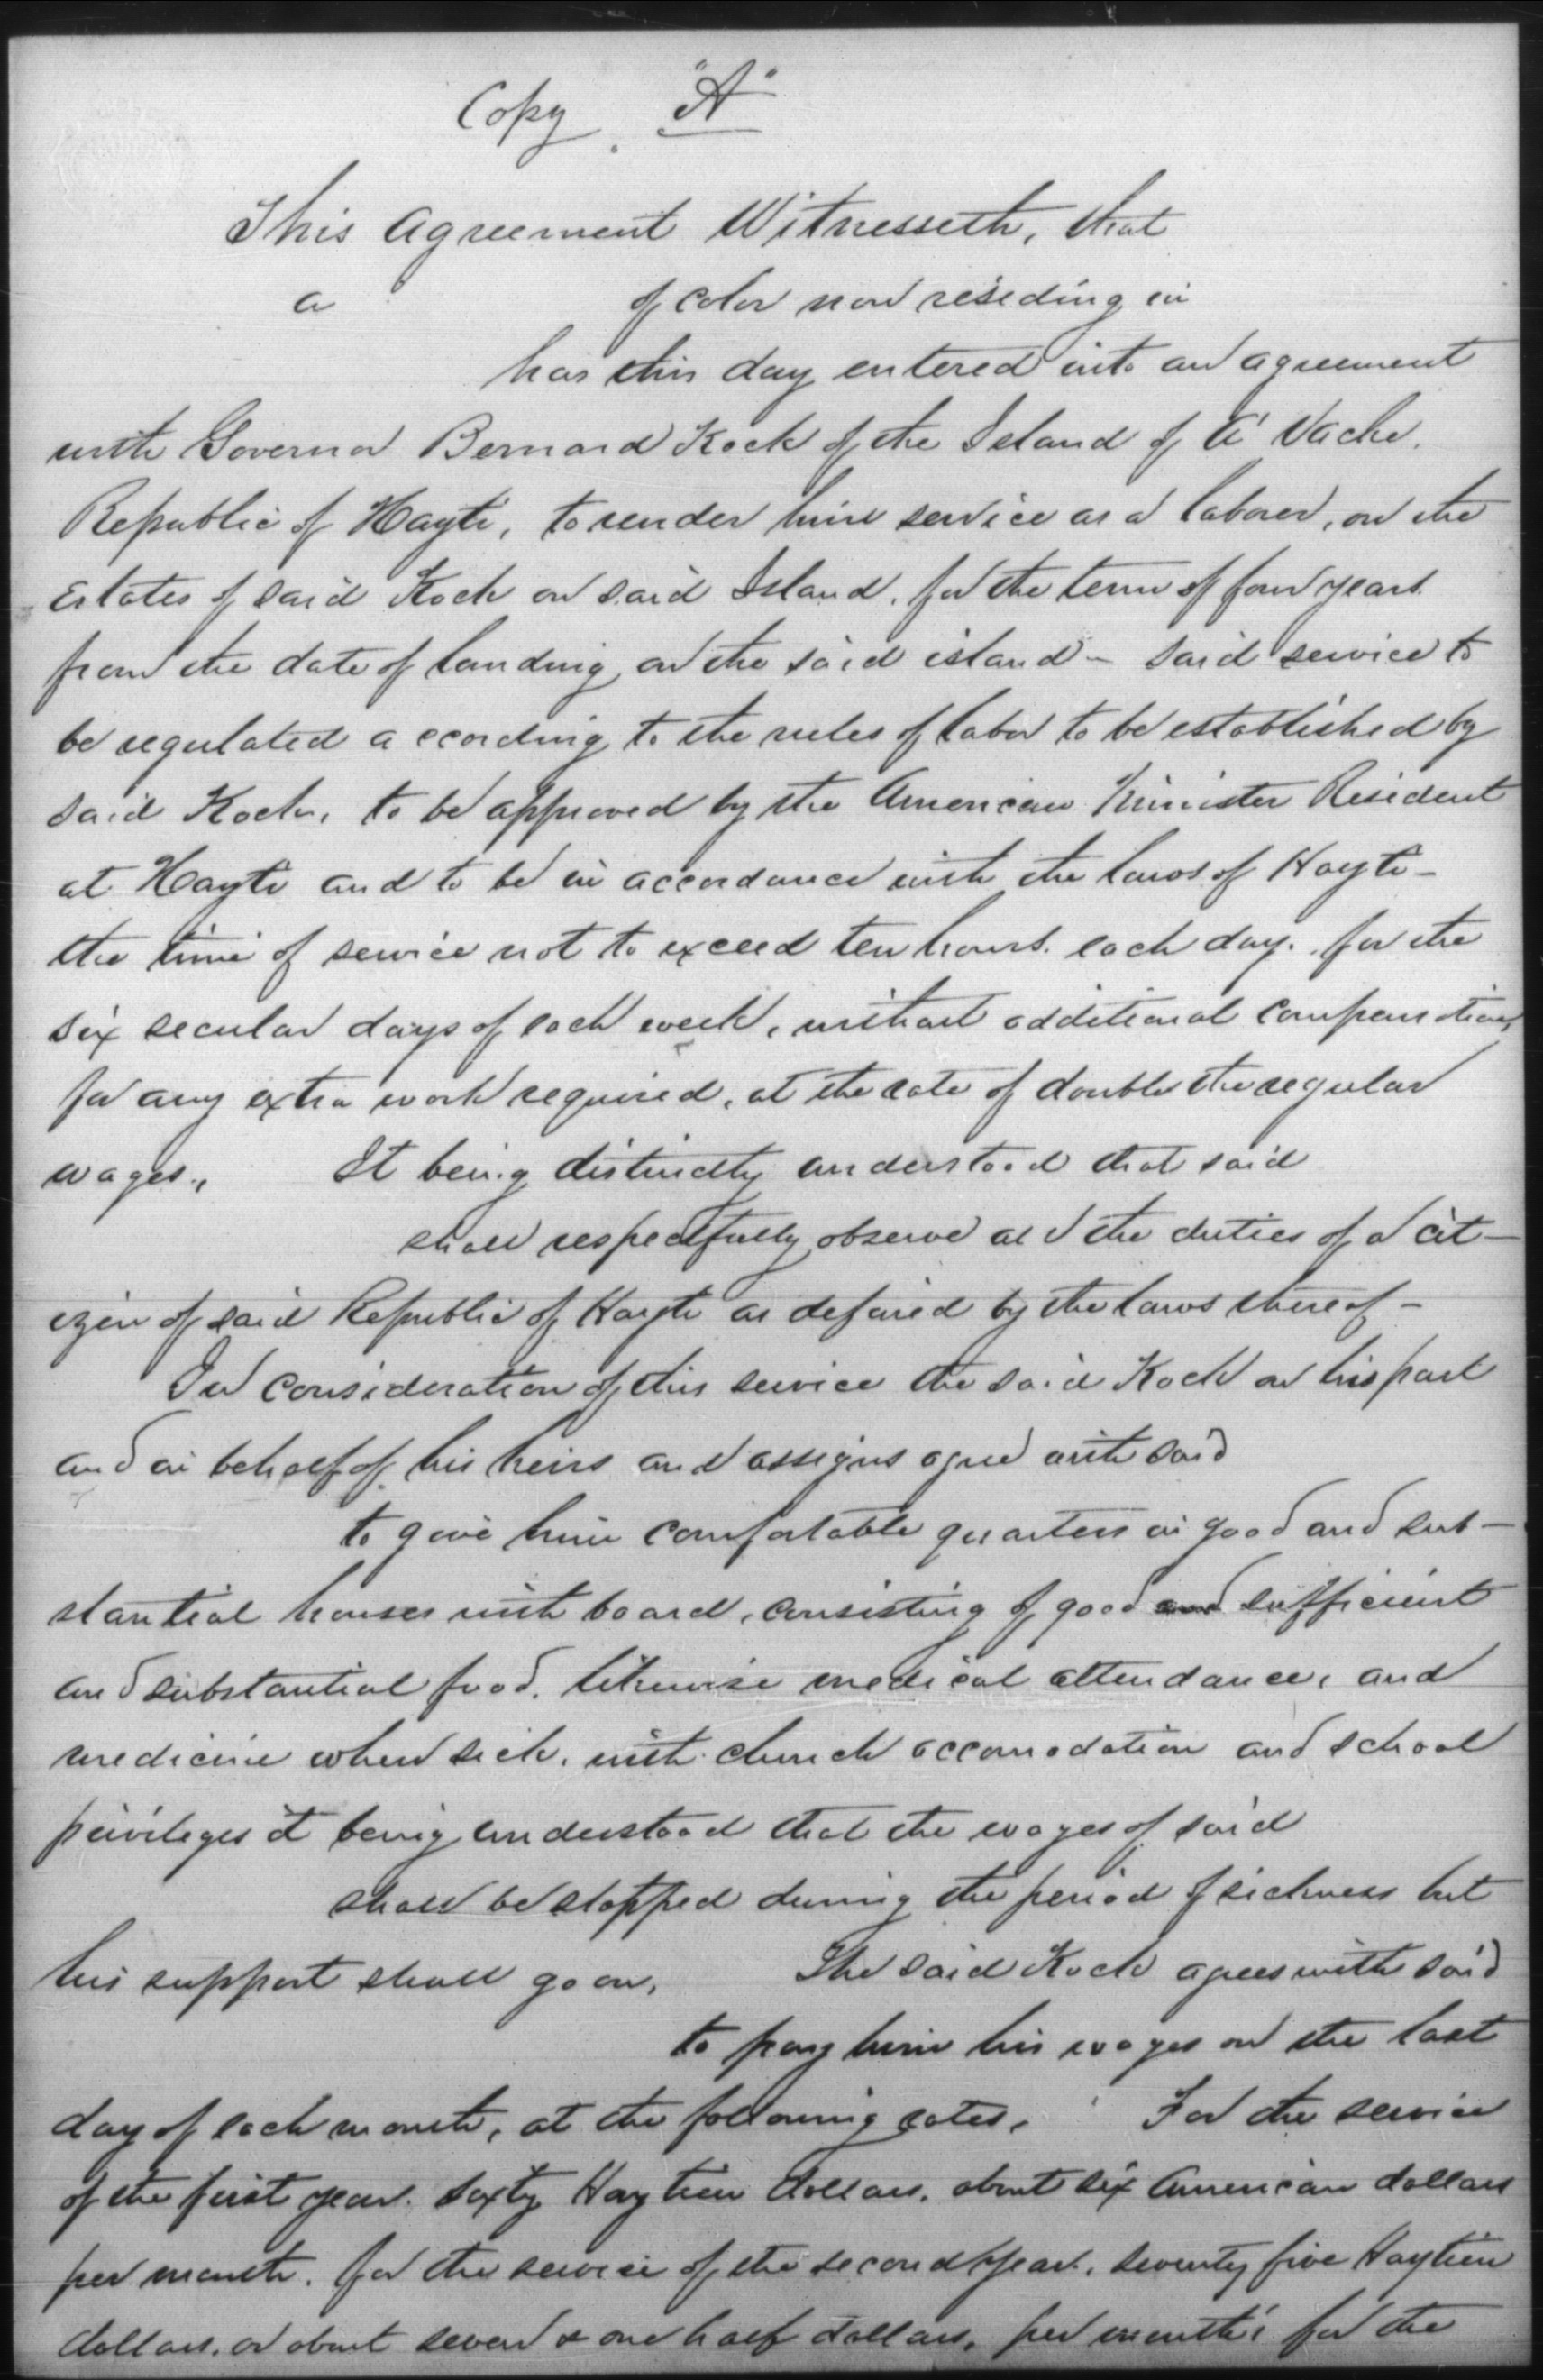 Copy. "A"
This Agreement Witnesseth, that
a of color now residing in
has this day entered into an agreement
with Governor Bernard Kock of the Island of A' Vache.
Republic of Hayti, to render him service as a laborer, on the
Estates of said Kock on said Island, for the term of four years
from the date of landing on the said island - said service to
be regulated according to the rules of labor to be established by
said Kock, to be approved by the American Minister Resident
at Hayti and to be in accordance with the laws of Hayti -
the time of service not to exceed ten hours each day. for the
six secular days of each week, without additional compensation,
for any extra work required, at the rate of double the regular
wages., It being distinctly understood that said
shall respectfully observe all the duties of a cit-
izen of said Republic of Hayti as defined by the laws thereof -
In consideration of this service the said Kock on his part
and in behalf of his heirs and assigns agree with said
to give him comfortable quarters in good and sub-
stantial houses with board, consisting of good and sufficient
and substantial food, likewise medical attendance, and
medicine when sick, with church accomodation and school
privileges it being understood that the wages of said
shall be stopped during the period of sickness but
his support shall go on, The said Kock agrees with said
to pay him his wages on the last
day of each month, at the following rates, For the service
of the first year. sixty Haytien dollars, about six American dollars
per month. for the service of the second year, seventy five Haytien
dollars, or about seven & one half dollars, per month; for the